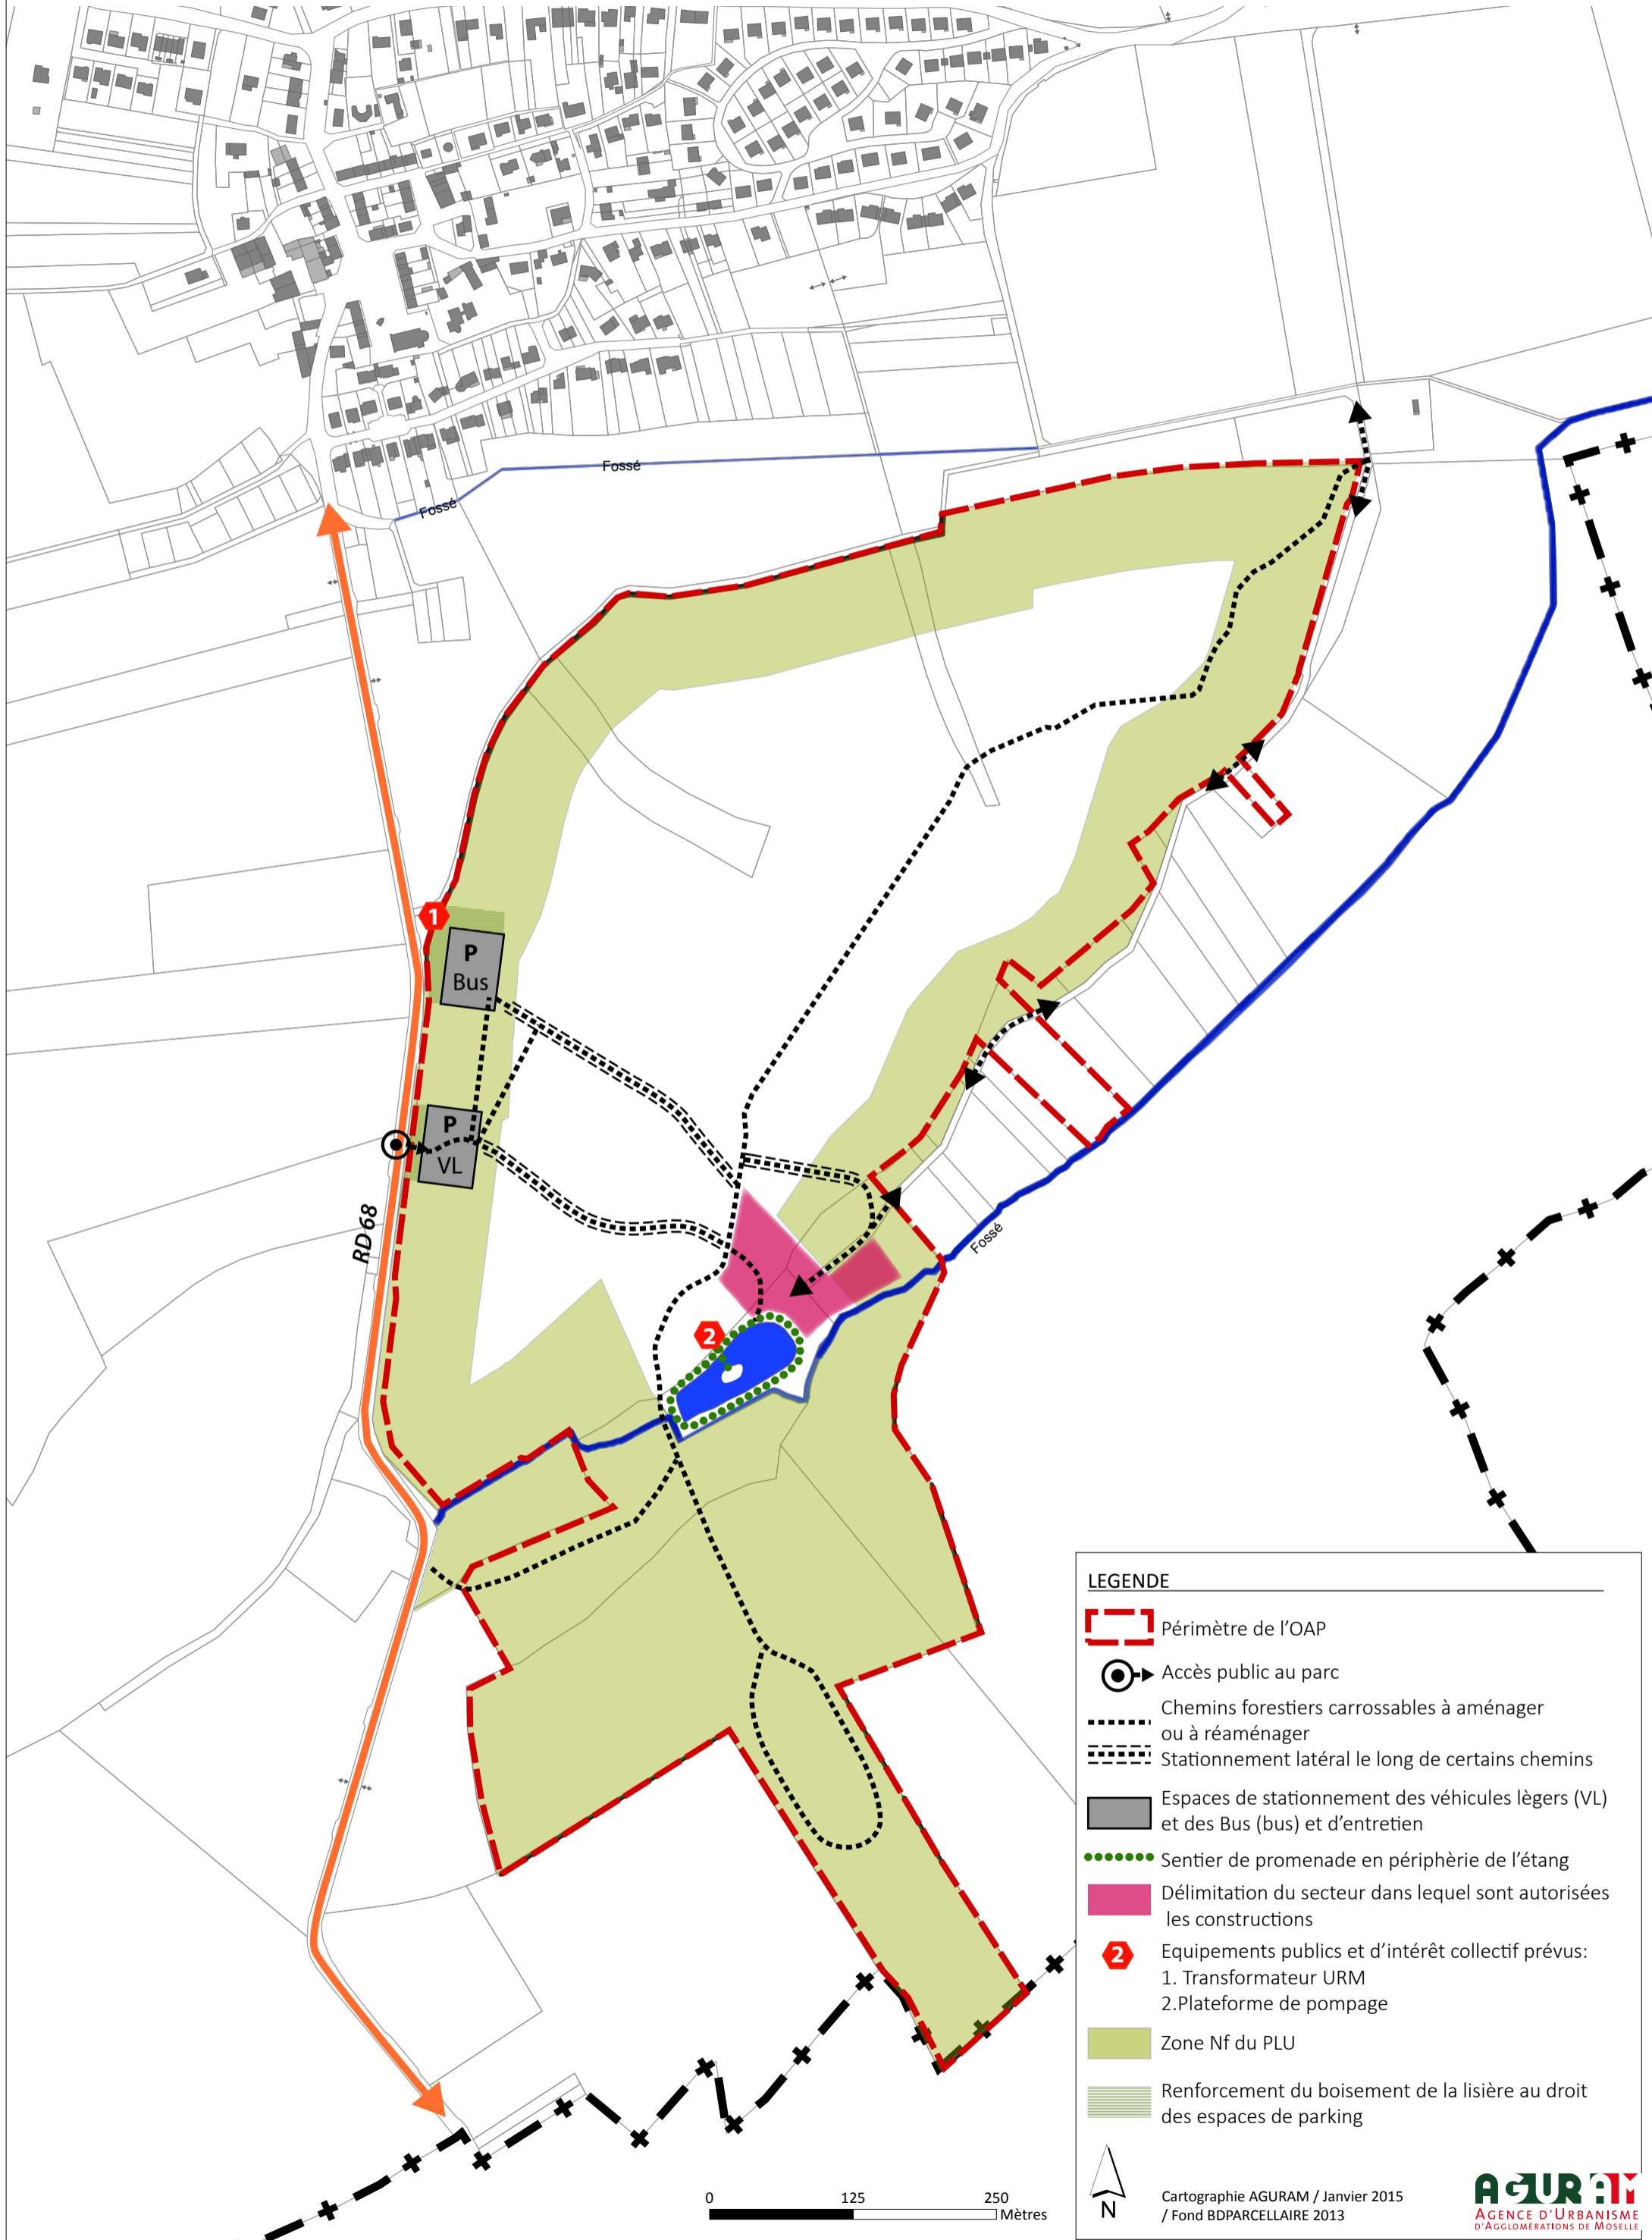 Fossé
Fossé
1
P
Bus
P
VL
RD68
Fossé
2
LEGENDE
Périmètre de l'OAP
Accès public au parc
Chemins forestiers carrossables à aménager
ou à réaménager
Stationnement latéral le long de certains chemins
Espaces de stationnement des véhicules lègers (VL)
et des Bus (bus) et d'entretien
Sentier de promenade en périphèrie de l'étang
Délimitation du secteur dans lequel sont autorisées
les constructions
2
Equipements publics et d'intérêt collectif prévus:
1. Transformateur URM
2.Plateforme de pompage
Zone Nf du PLU
Renforcement du boisement de la lisière au droit
des espaces de parking
N
Cartographie AGURAM / Janvier 2015
/ Fond BDPARCELLAIRE 2013
AGURAM
AGENCE D'URBANISME
D'AGGLOMÉRATIONS DE MOSELLE
0 125 250
Mètres